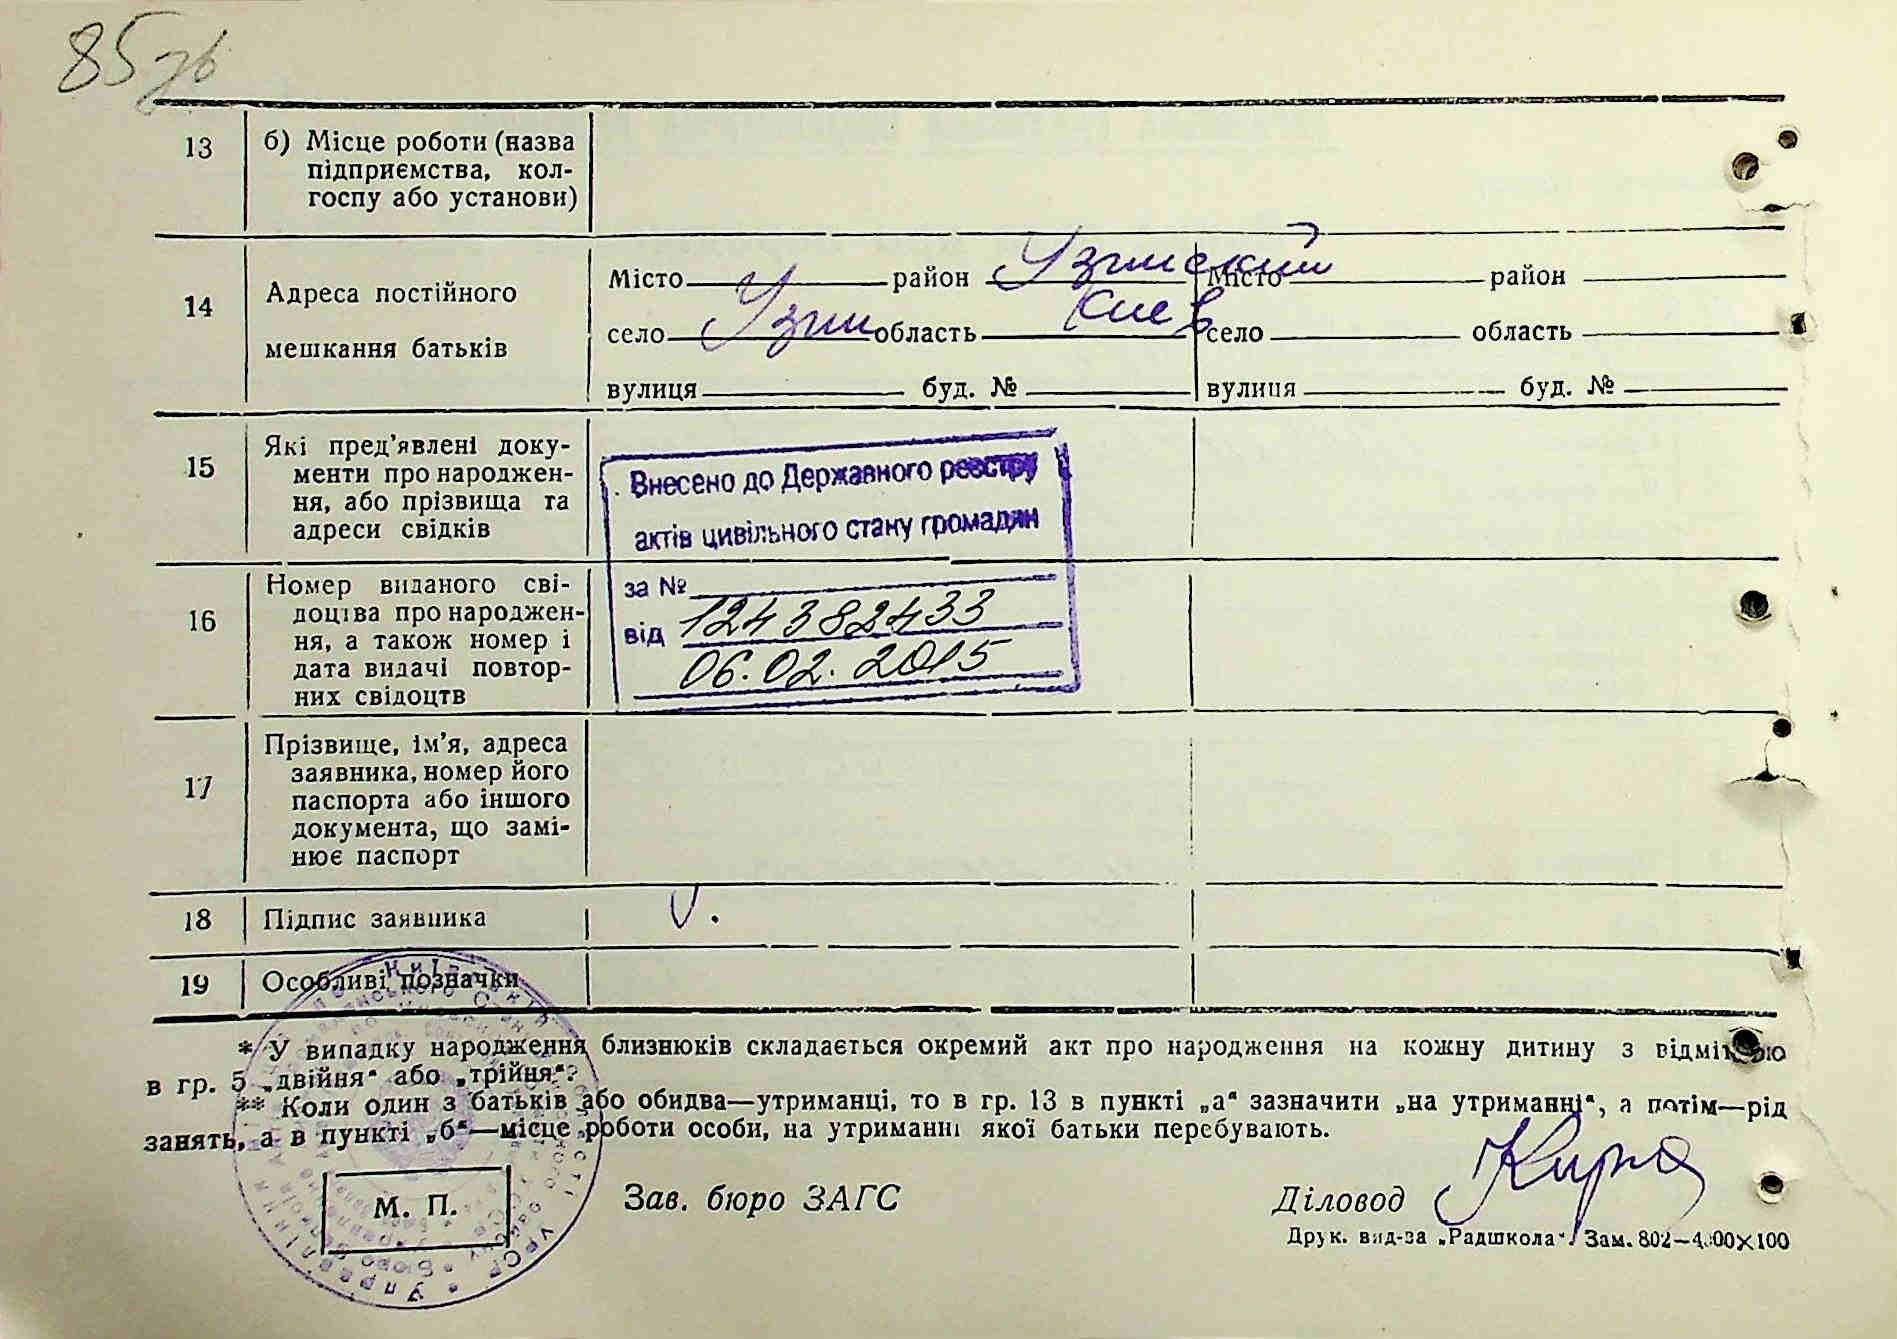 85 зв
13
б) Місце роботи (назва
підприємства, кол-
госпу або установи)
14
Адреса постійного
мешкання батьків
Місто район Узинский
село Узин область Киев
вулиця буд. №
Місто район
село область
вулиця буд. №
15
Які пред'явлені доку-
менти про народжен-
ня, або прізвища та
адреси свідків
Внесено до Державного реєстру
актів цивільного стану громадян
за №
від 124382433
06.02.2015
16
Номер виданого сві-
доцтва про народжен-
ня, а також номер і
дата видачі повтор-
них свідоцтв
17
Прізвище, ім'я, адреса
заявника, номер його
паспорта або іншого
документа, що замі-
нює паспорт
18
Підпис заявника
19
Особливі позначки
* У випадку народження близнюків складається окремий акт про народження на кожну дитину з відміткою
в гр. 5 „двійня" або „трійня".
** Коли один з батьків або обидва—утриманці, то в гр. 13 в пункті „а" зазначити „на утриманні", а потім—рід
занять, а в пункті „б"—місце роботи особи, на утриманні якої батьки перебувають.
М. П.
Зав. бюро ЗАГС
Діловод
Друк. вид-ва „Радшкола". Зам. 802—4000×100